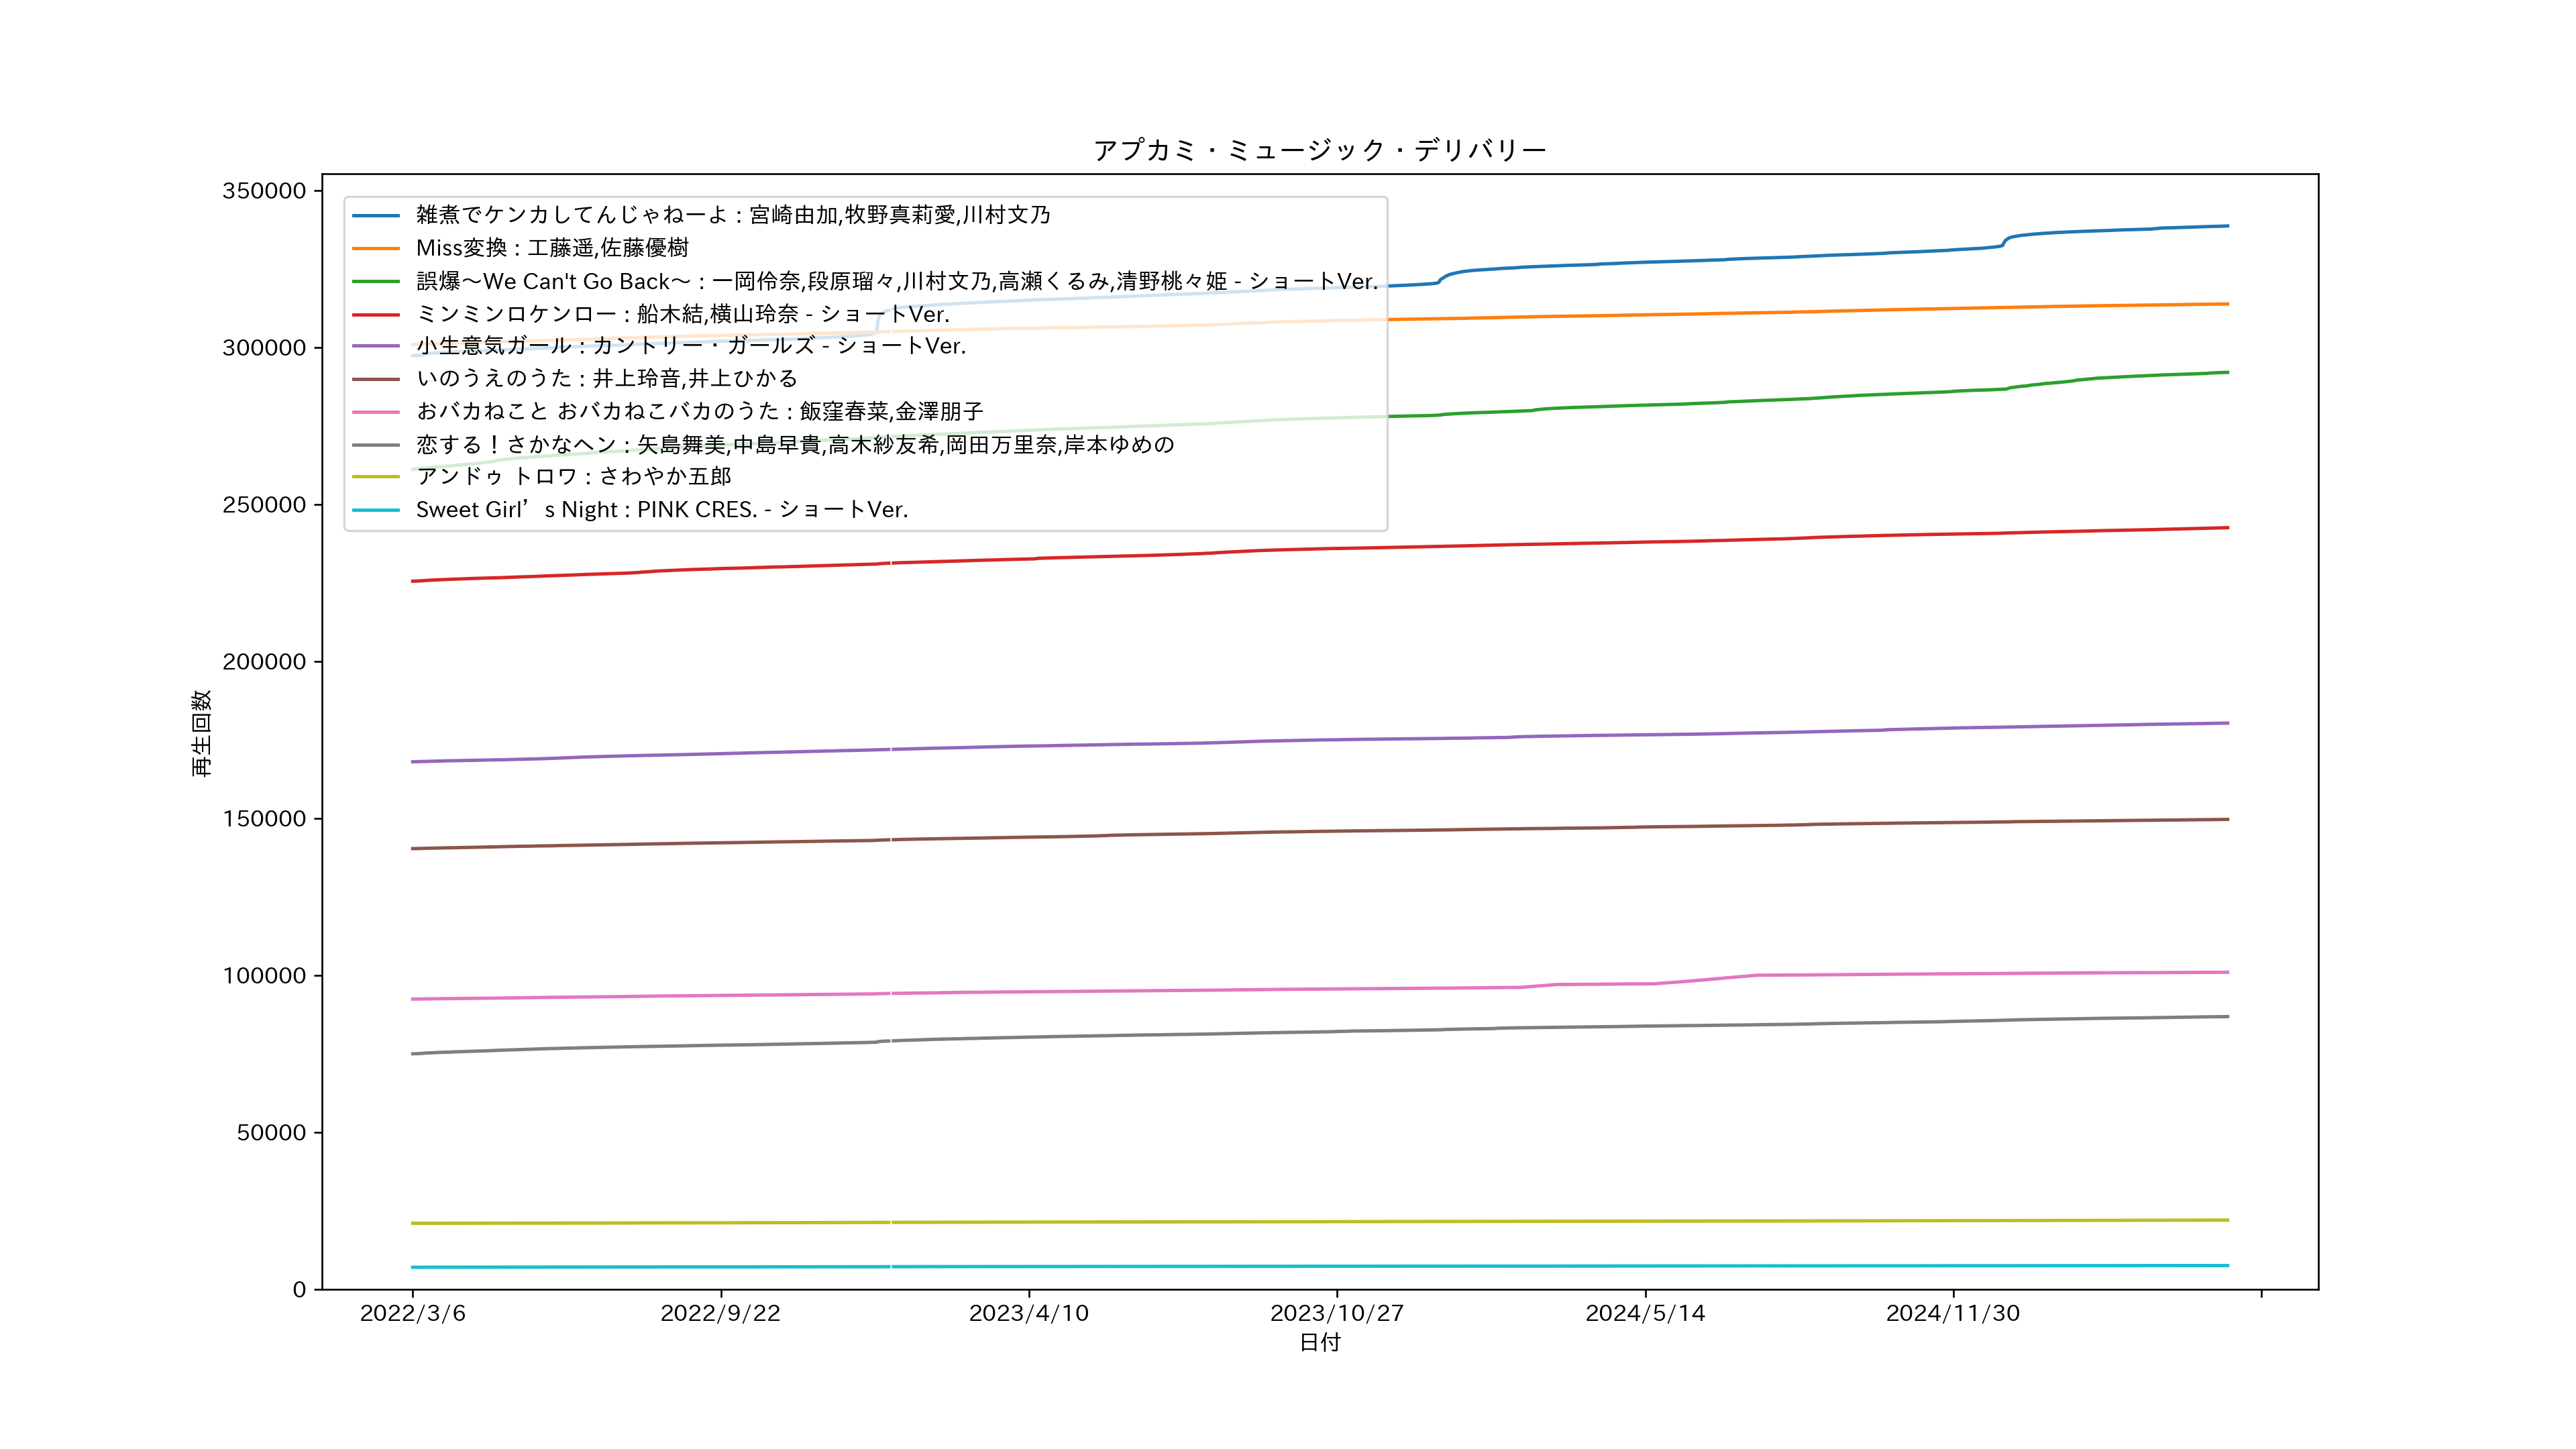 アプカミ・ミュージック・デリバリー
350000
300000
250000
200000
150000
100000
50000
0
再生回数
雑煮でケンカしてんじゃねーよ : 宮崎由加,牧野真莉愛,川村文乃
Miss変換 : 工藤遥,佐藤優樹
誤爆〜We Can't Go Back〜 : 一岡伶奈,段原瑠々,川村文乃,高瀬くるみ,清野桃々姫 - ショートVer.
ミンミンロケンロー : 船木結,横山玲奈 - ショートVer.
小生意気ガール : カントリー・ガールズ - ショートVer.
いのうえのうた : 井上玲音,井上ひかる
おバカねこと おバカねこバカのうた : 飯窪春菜,金澤朋子
恋する！さかなヘン : 矢島舞美,中島早貴,高木紗友希,岡田万里奈,岸本ゆめの
アンドゥ トロワ : さわやか五郎
Sweet Girl’s Night : PINK CRES. - ショートVer.
2022/3/6
2022/9/22
2023/4/10
2023/10/27
2024/5/14
2024/11/30
日付